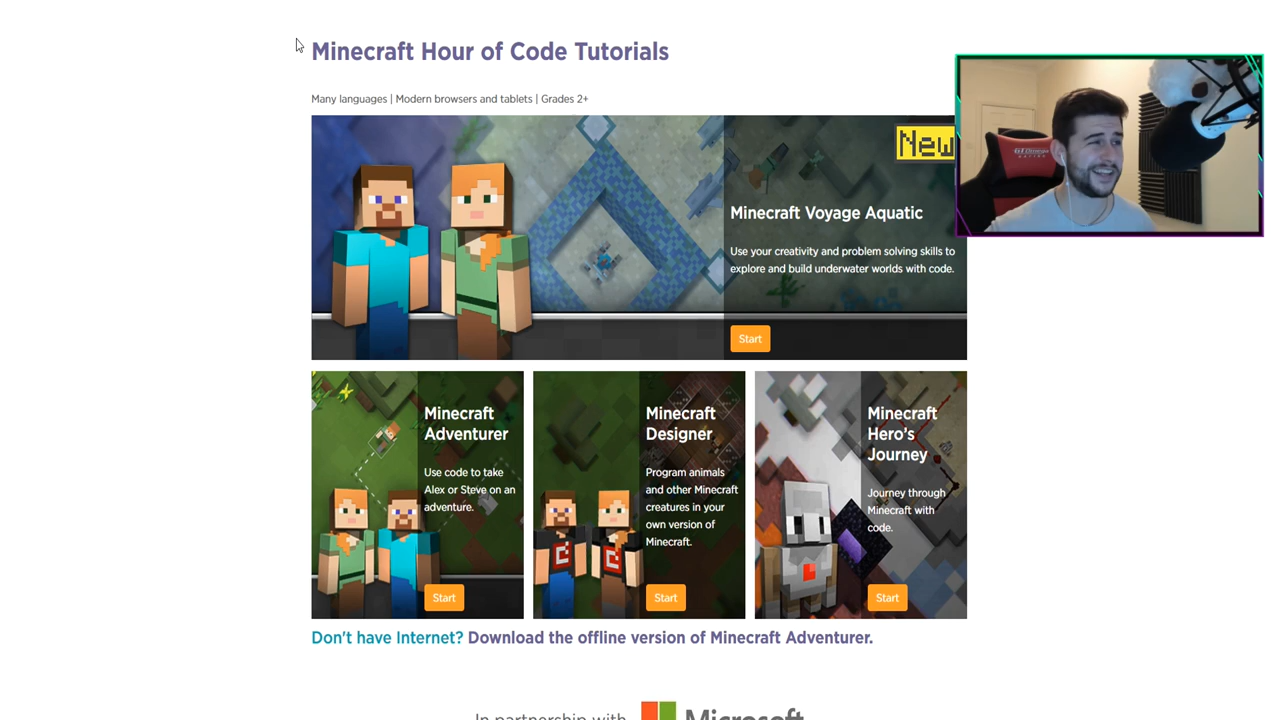 Minecraft Hour of Code Tutorials
Many languages | Modern browsers and tablets | Grades 2+
New
Minecraft Voyage Aquatic
Use your creativity and problem solving skills to
explore and build underwater worlds with code.
Start
Minecraft
Adventurer
Use code to take
Alex or Steve on an
adventure.
Start
Minecraft
Designer
Program animals
and other Minecraft
creatures in your
own version of
Minecraft.
Start
Minecraft
Hero's
Journey
Journey through
Minecraft with
code.
Start
Don't have Internet? Download the offline version of Minecraft Adventurer.
In partnership with Microsoft